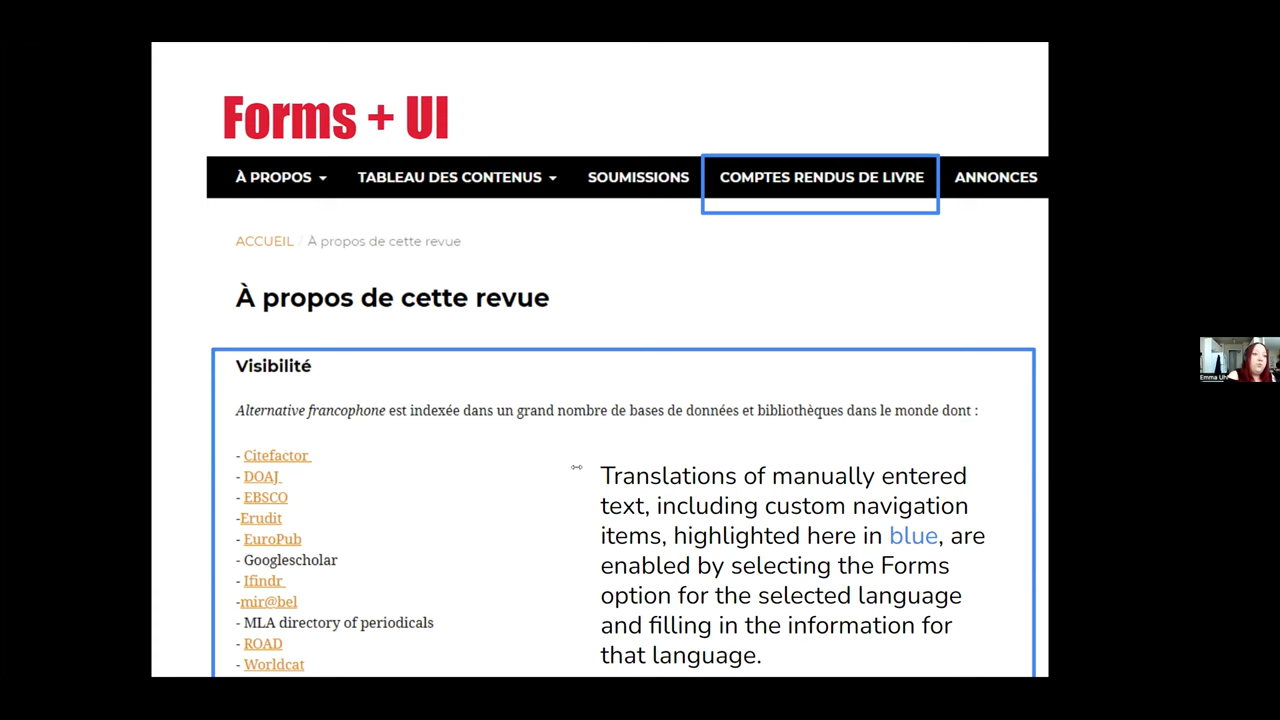 Forms + UI
À PROPOS
TABLEAU DES CONTENUS
SOUMISSIONS
COMPTES RENDUS DE LIVRE
ANNONCES
ACCUEIL / À propos de cette revue
À propos de cette revue
Visibilité
Alternative francophone est indexée dans un grand nombre de bases de données et bibliothèques dans le monde dont :
- Citefactor
- DOAJ
- EBSCO
-Erudit
- EuroPub
- Googlescholar
- Ifindr
-mir@bel
- MLA directory of periodicals
- ROAD
- Worldcat
Translations of manually entered
text, including custom navigation
items, highlighted here in blue, are
enabled by selecting the Forms
option for the selected language
and filling in the information for
that language.
Emma